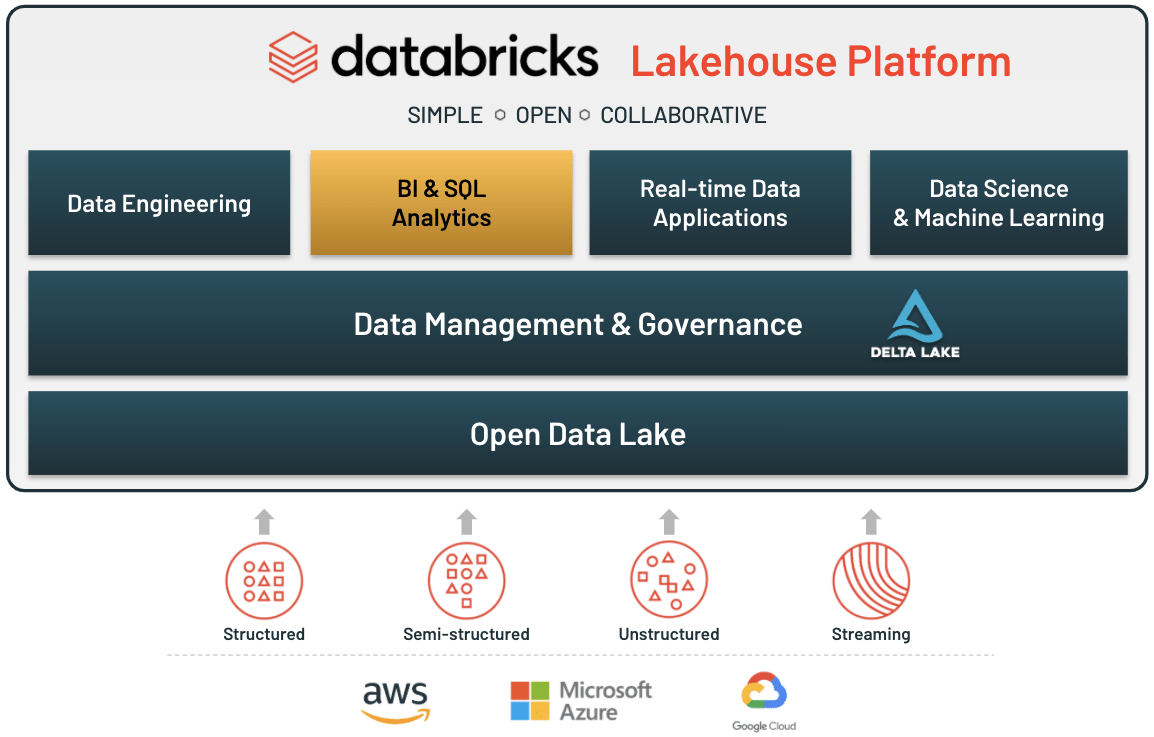 databricks Lakehouse Platform
SIMPLE OPEN COLLABORATIVE
Data Engineering
BI & SQL
Analytics
Real-time Data
Applications
Data Science
& Machine Learning
Data Management & Governance
DELTA LAKE
Open Data Lake
Structured
Semi-structured
Unstructured
Streaming
aws
Microsoft
Azure
Google Cloud